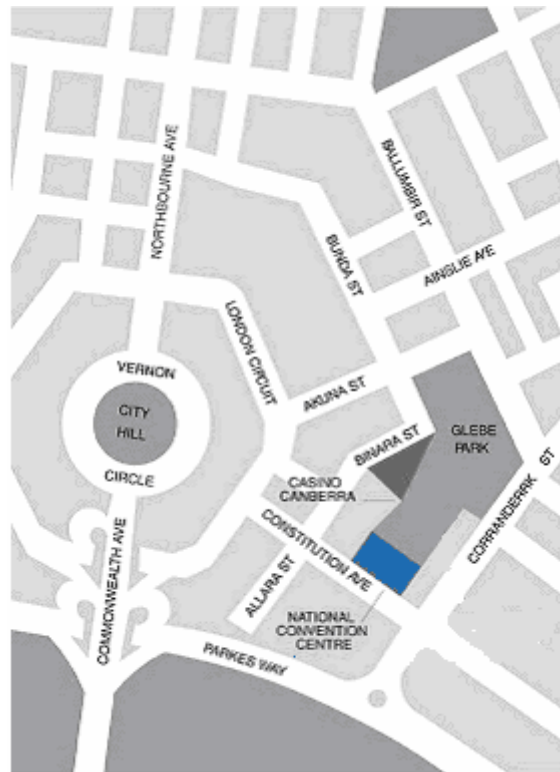 NORTHBOURNE AVE
BALLUMBIR ST
BUNDA ST
AINSLIE AVE
LONDON CIRCUIT
VERNON
AKUNA ST
CITY
HILL
BINARA ST
GLEBE
PARK
CIRCLE
CASINO
CANBERRA
CORRANDERRK ST
CONSTITUTION AVE
COMMONWEALTH AVE
ALLARA ST
NATIONAL
CONVENTION
CENTRE
PARKES WAY